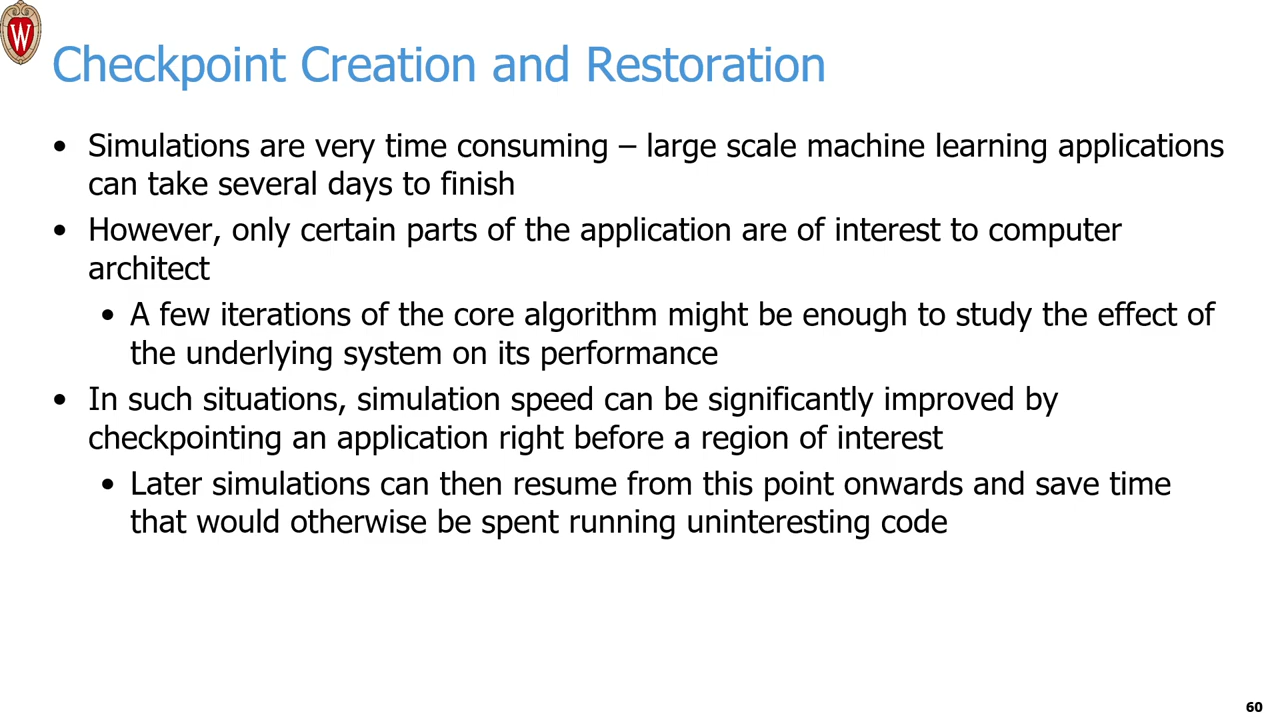 W
Checkpoint Creation and Restoration
• Simulations are very time consuming – large scale machine learning applications
can take several days to finish
• However, only certain parts of the application are of interest to computer
architect
• A few iterations of the core algorithm might be enough to study the effect of
the underlying system on its performance
• In such situations, simulation speed can be significantly improved by
checkpointing an application right before a region of interest
• Later simulations can then resume from this point onwards and save time
that would otherwise be spent running uninteresting code
60